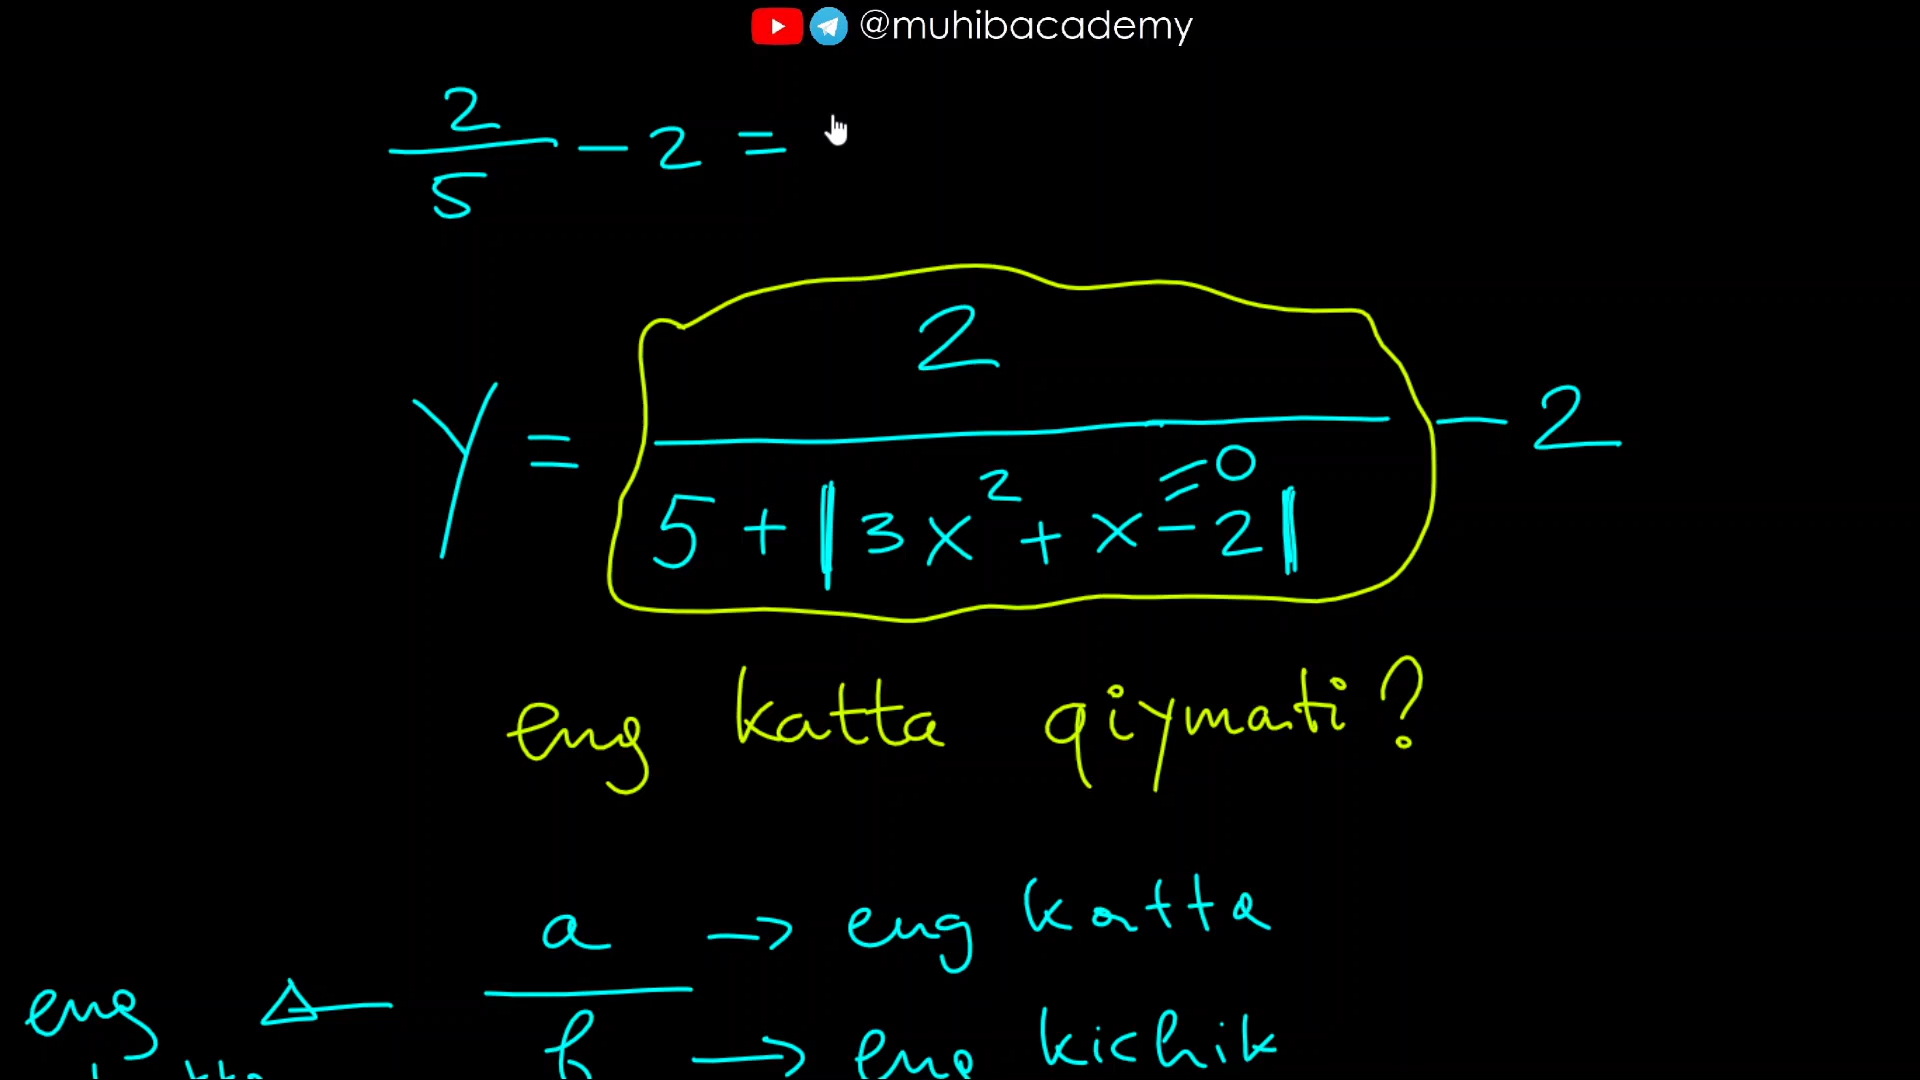 @muhibacademy
2/5 - 2 =
Y = 2/(5 + |3x² + x - 2|) - 2
= 0
eng katta qiymati?
a → eng katta
eng ←
b → eng kichik